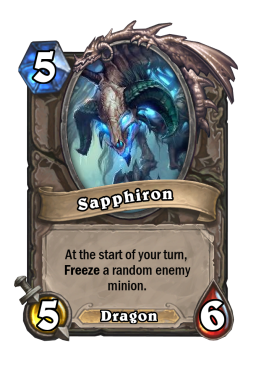 5
Sapphiron
At the start of your turn,
Freeze a random enemy
minion.
5
Dragon
6